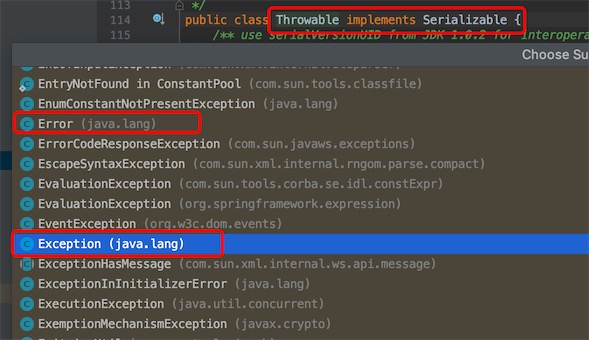 113
*/
114
public class Throwable implements Serializable {
115
/** use serialVersionUID from JDK 1.0.2 for interopera
Choose Su
EntryNotFound in ConstantPool (com.sun.tools.classfile)
EnumConstantNotPresentException (java.lang)
Error (java.lang)
ErrorCodeResponseException (com.sun.javaws.exceptions)
EscapeSyntaxException (com.sun.xml.internal.rngom.parse.compact)
EvaluationException (com.sun.tools.corba.se.idl.constExpr)
EvaluationException (org.springframework.expression)
EventException (org.w3c.dom.events)
Exception (java.lang)
ExceptionHasMessage (com.sun.xml.internal.ws.api.message)
ExceptionInInitializerError (java.lang)
ExecutionException (java.util.concurrent)
ExemptionMechanismException (javax.crypto)